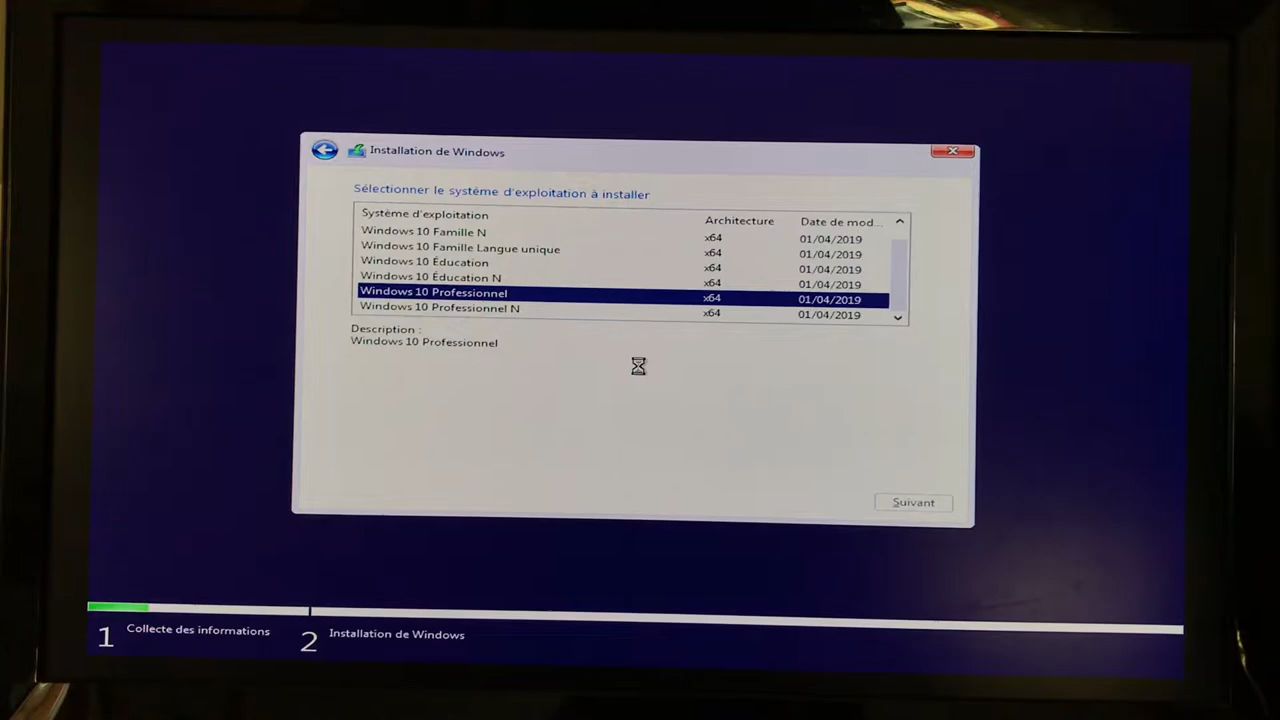 Installation de Windows
Sélectionner le système d'exploitation à installer
Système d'exploitation Architecture Date de mod...
Windows 10 Famille N x64 01/04/2019
Windows 10 Famille Langue unique x64 01/04/2019
Windows 10 Éducation x64 01/04/2019
Windows 10 Éducation N x64 01/04/2019
Windows 10 Professionnel x64 01/04/2019
Windows 10 Professionnel N x64 01/04/2019
Description :
Windows 10 Professionnel
Suivant
1 Collecte des informations 2 Installation de Windows